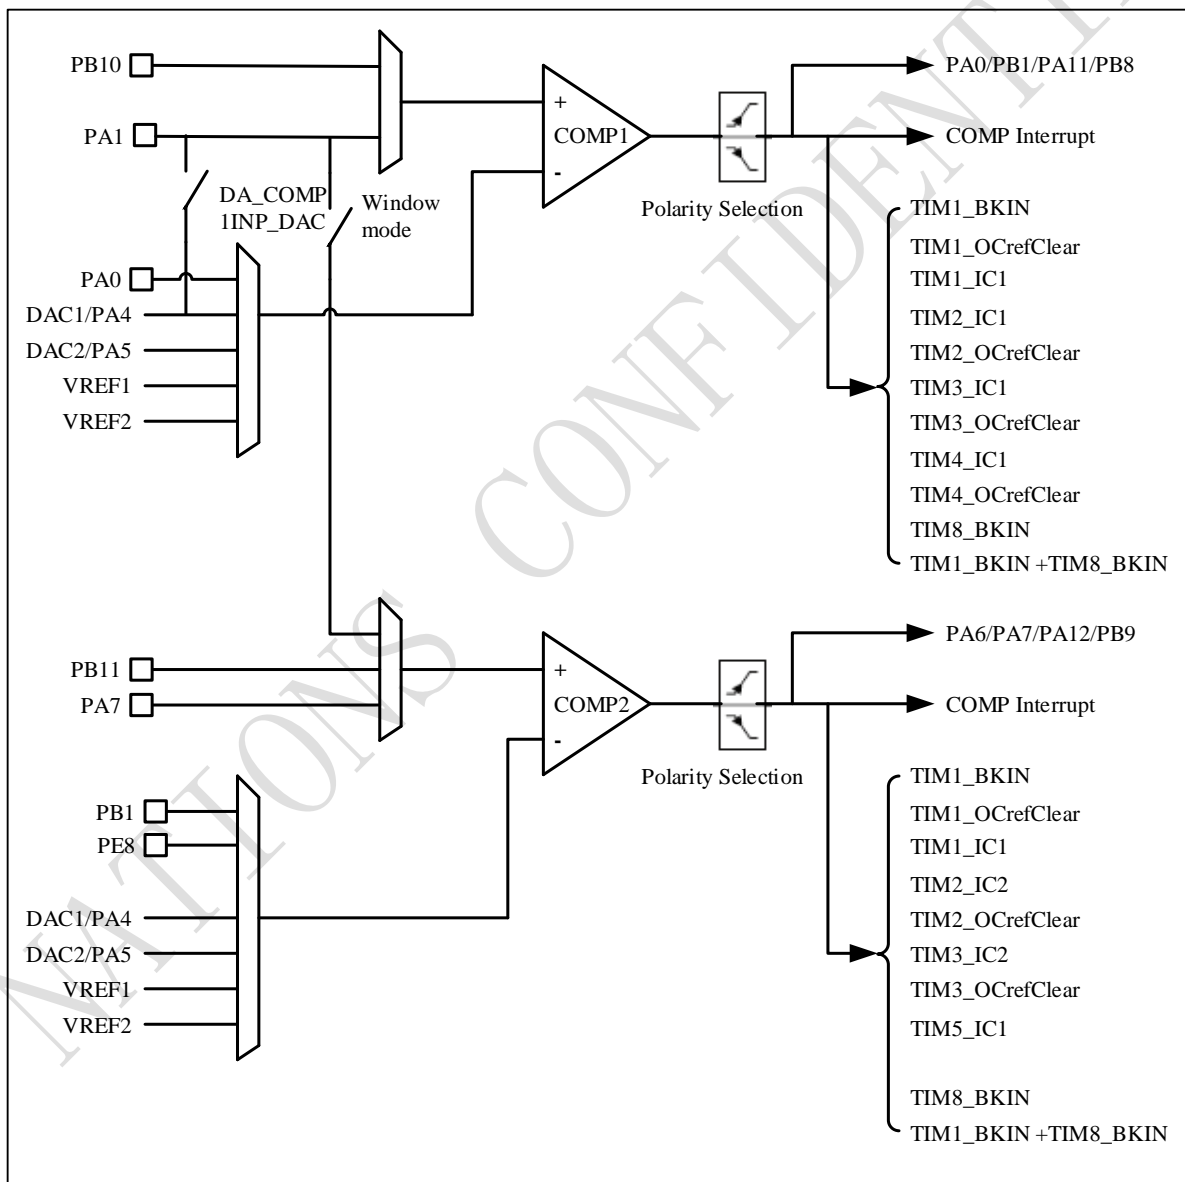 PB10
PA0/PB1/PA11/PB8
+
PA1
COMP1
COMP Interrupt
-
DA_COMP
1INP_DAC
Window
mode
Polarity Selection
TIM1_BKIN
TIM1_OCrefClear
PA0
TIM1_IC1
DAC1/PA4
TIM2_IC1
DAC2/PA5
TIM2_OCrefClear
VREF1
TIM3_IC1
VREF2
TIM3_OCrefClear
TIM4_IC1
TIM4_OCrefClear
TIM8_BKIN
TIM1_BKIN +TIM8_BKIN
PA6/PA7/PA12/PB9
PB11
+
PA7
COMP2
COMP Interrupt
-
Polarity Selection
TIM1_BKIN
PB1
TIM1_OCrefClear
PE8
TIM1_IC1
TIM2_IC2
DAC1/PA4
TIM2_OCrefClear
DAC2/PA5
TIM3_IC2
VREF1
TIM3_OCrefClear
VREF2
TIM5_IC1
TIM8_BKIN
TIM1_BKIN +TIM8_BKIN
NATIONS CONFIDENTI